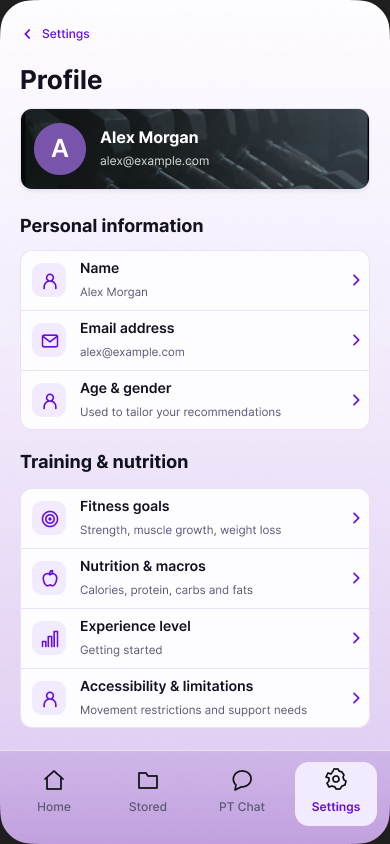 Settings
Profile
A
Alex Morgan
alex@example.com
Personal information
Name
Alex Morgan
Email address
alex@example.com
Age & gender
Used to tailor your recommendations
Training & nutrition
Fitness goals
Strength, muscle growth, weight loss
Nutrition & macros
Calories, protein, carbs and fats
Experience level
Getting started
Accessibility & limitations
Movement restrictions and support needs
Home
Stored
PT Chat
Settings